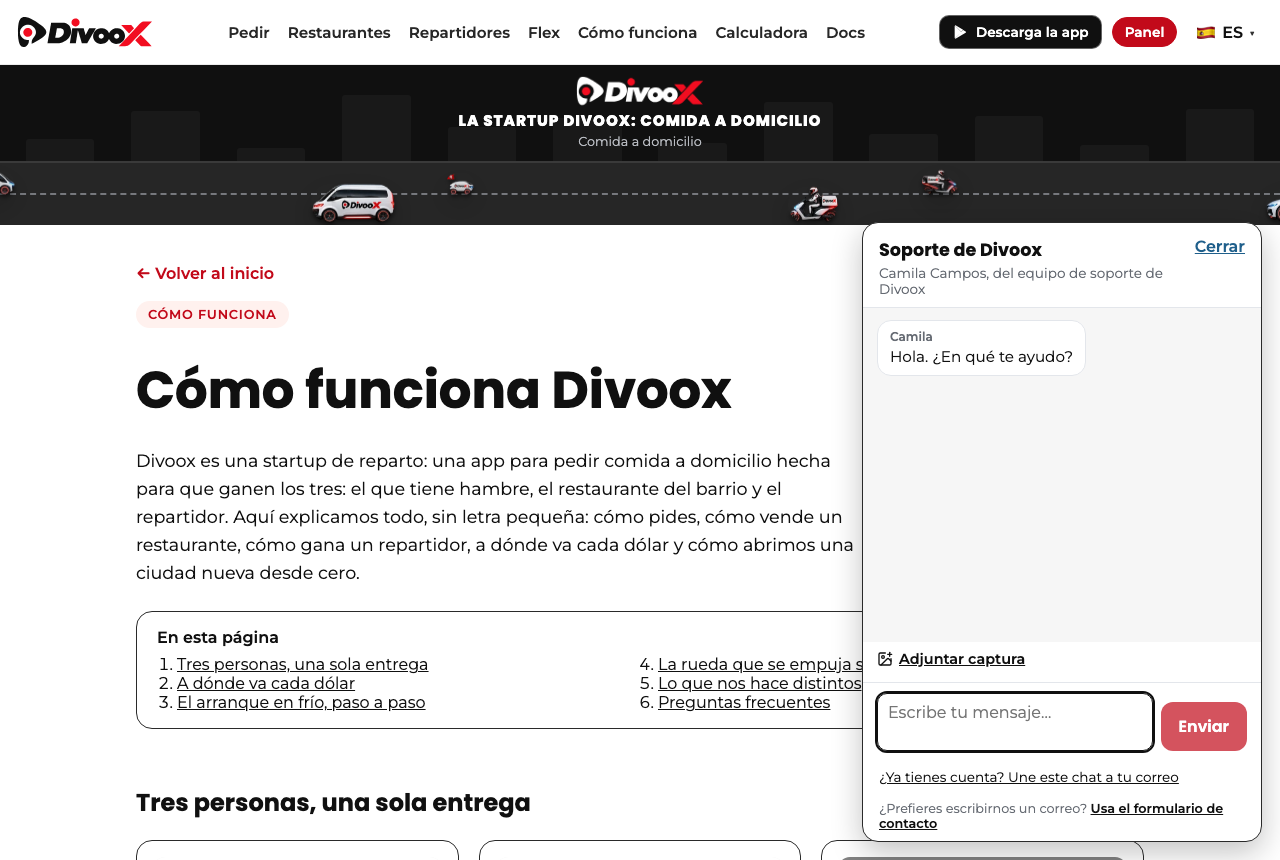 DivooX
Pedir Restaurantes Repartidores Flex Cómo funciona Calculadora Docs
Descarga la app
Panel
ES
DivooX
LA STARTUP DIVOOX: COMIDA A DOMICILIO
Comida a domicilio
DivooX
← Volver al inicio
CÓMO FUNCIONA
Cómo funciona Divoox
Divoox es una startup de reparto: una app para pedir comida a domicilio hecha
para que ganen los tres: el que tiene hambre, el restaurante del barrio y el
repartidor. Aquí explicamos todo, sin letra pequeña: cómo pides, cómo vende un
restaurante, cómo gana un repartidor, a dónde va cada dólar y cómo abrimos una
ciudad nueva desde cero.
En esta página
1. Tres personas, una sola entrega
2. A dónde va cada dólar
3. El arranque en frío, paso a paso
4. La rueda que se empuja s
5. Lo que nos hace distintos
6. Preguntas frecuentes
Tres personas, una sola entrega
Soporte de Divoox
Cerrar
Camila Campos, del equipo de soporte de
Divoox
Camila
Hola. ¿En qué te ayudo?
Adjuntar captura
Escribe tu mensaje...
Enviar
¿Ya tienes cuenta? Une este chat a tu correo
¿Prefieres escribirnos un correo? Usa el formulario de
contacto